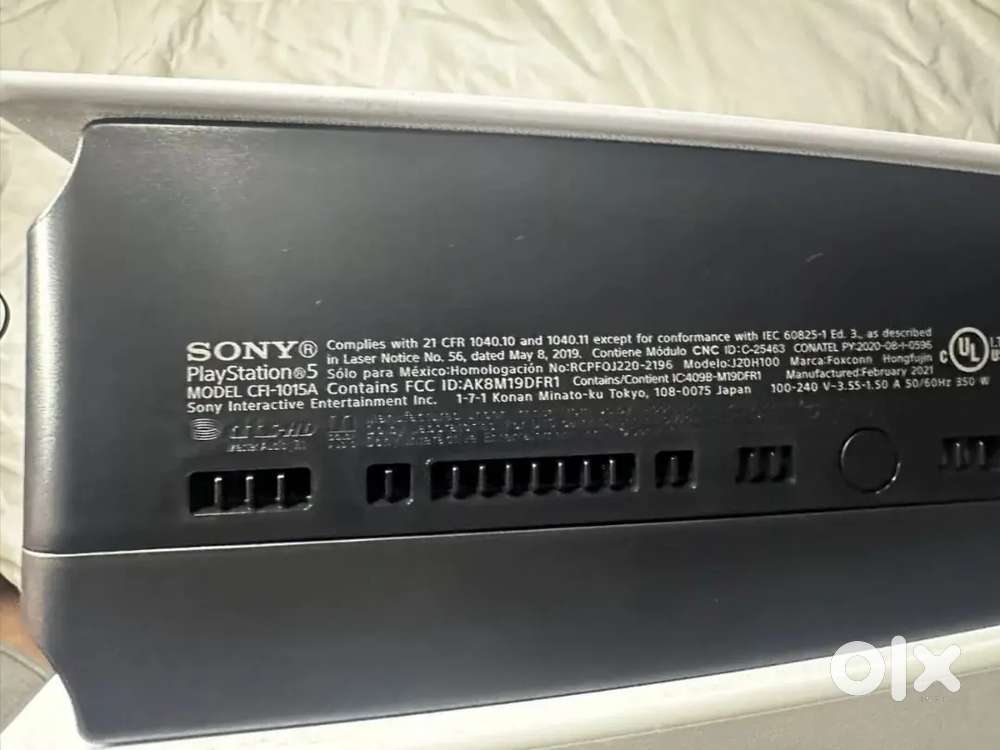 SONY®
PlayStation®5
MODEL CFI-1015A
Complies with 21 CFR 1040.10 and 1040.11 except for conformance with IEC 60825-1 Ed. 3., as described
in Laser Notice No. 56, dated May 8, 2019. Contiene Módulo CNC ID:C-25463 CONATEL PY:2020-08-I-0596
Sólo para México:Homologación No:RCPFOJ220-2196 Modelo:J20H100 Marca:Foxconn Hongfujin
Contains FCC ID:AK8M19DFR1 Contains/Contient IC:409B-M19DFR1 Manufactured:February 2021
Sony Interactive Entertainment Inc. 1-7-1 Konan Minato-ku Tokyo, 108-0075 Japan 100-240 V⁓3.55-1.50 A 50/60Hz 350 W
C UL
olx